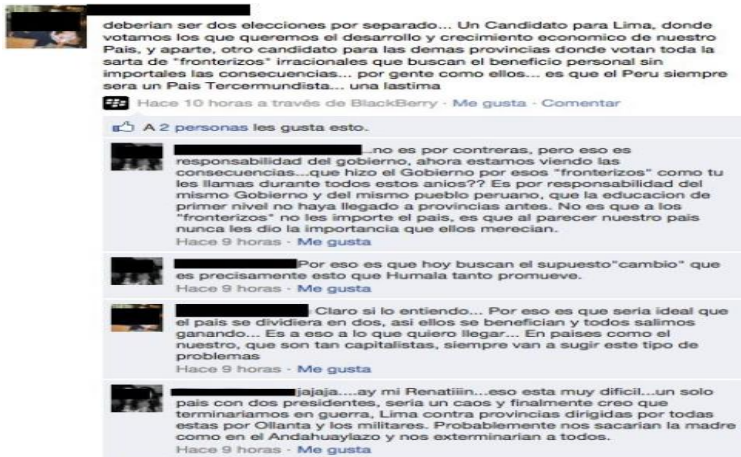 deberian ser dos elecciones por separado... Un Candidato para Lima, donde
votamos los que queremos el desarrollo y crecimiento economico de nuestro
Pais, y aparte, otro candidato para las demas provincias donde votan toda la
sarta de "fronterizos" irracionales que buscan el beneficio personal sin
importales las consecuencias... por gente como ellos... es que el Peru siempre
sera un Pais Tercermundista... una lastima
Hace 10 horas a través de BlackBerry · Me gusta · Comentar
A 2 personas les gusta esto.
...no es por contreras, pero eso es
responsabilidad del gobierno, ahora estamos viendo las
consecuencias...que hizo el Gobierno por esos "fronterizos" como tu
les llamas durante todos estos anios?? Es por responsabilidad del
mismo Gobierno y del mismo pueblo peruano, que la educacion de
primer nivel no haya llegado a provincias antes. No es que a los
"fronterizos" no les importe el pais, es que al parecer nuestro pais
nunca les dio la importancia que ellos merecian.
Hace 9 horas · Me gusta
Por eso es que hoy buscan el supuesto"cambio" que
es precisamente esto que Humala tanto promueve.
Hace 9 horas · Me gusta
Claro si lo entiendo... Por eso es que seria ideal que
el pais se dividiera en dos, asi ellos se benefician y todos salimos
ganando... Es a eso a lo que quiero llegar... En paises como el
nuestro, que son tan capitalistas, siempre van a sugir este tipo de
problemas
Hace 9 horas · Me gusta
jajaja....ay mi Renatiiin...eso esta muy dificil...un solo
pais con dos presidentes, sería un caos y finalmente creo que
terminaríamos en guerra, Lima contra provincias dirigidas por todas
estas por Ollanta y los militares. Probablemente nos sacarian la madre
como en el Andahuaylazo y nos exterminarian a todos.
Hace 9 horas · Me gusta